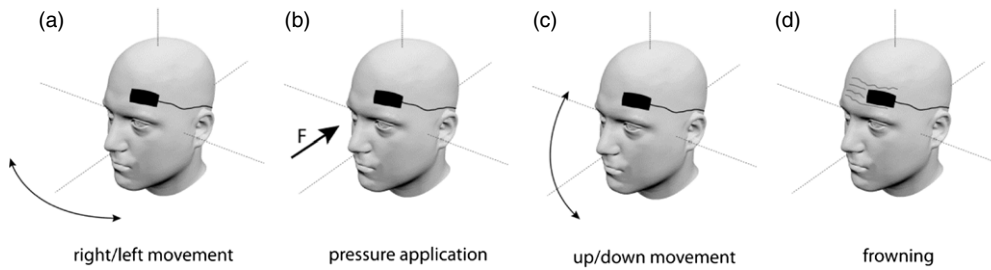 (a)
(b)
(c)
(d)
F
right/left movement
pressure application
up/down movement
frowning